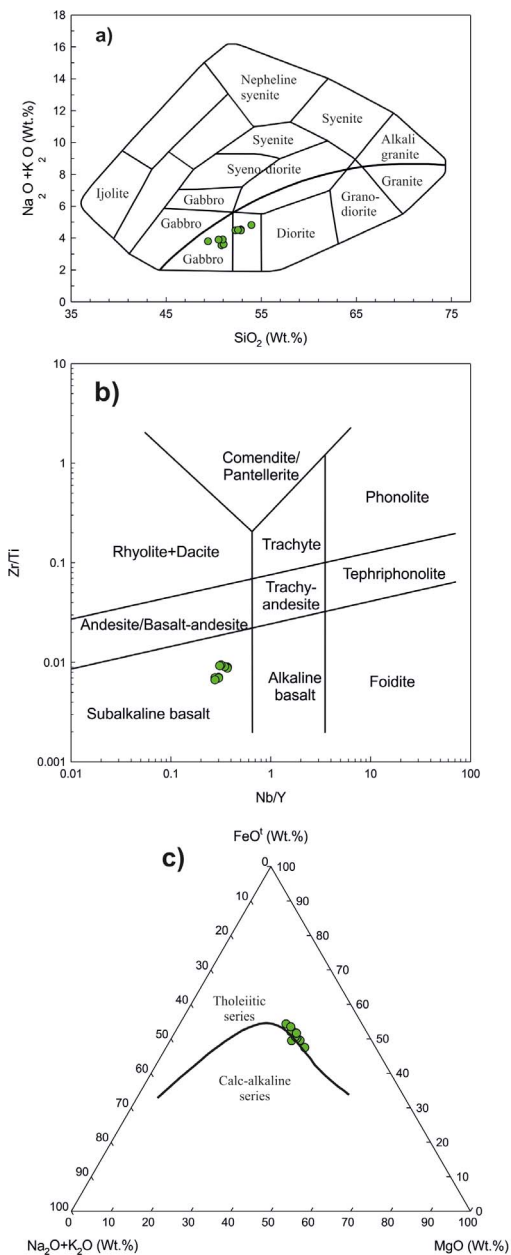 a)
Na2O+K2O (Wt.%)
18
16
14
12
10
8
6
4
2
0
Nepheline
syenite
Syenite
Alkali
granite
Syenite
Syeno-diorite
Granite
Ijolite
Gabbro
Grano-
diorite
Gabbro
Diorite
Gabbro
35 45 55 65 75
SiO2 (Wt.%)
b)
Zr/Ti
10
1
0.1
0.01
0.001
Comendite/
Pantellerite
Phonolite
Rhyolite+Dacite
Trachyte
Tephriphonolite
Trachy-
andesite
Andesite/Basalt-andesite
Alkaline
basalt
Foidite
Subalkaline basalt
0.01 0.1 1 10 100
Nb/Y
c)
FeOt (Wt.%)
0 100
10 90
20 80
30 70
40 60
Tholeiitic
series
50 50
60 40
Calc-alkaline
series
70 30
80 20
90 10
100 0
0 10 20 30 40 50 60 70 80 90 100
Na2O+K2O (Wt.%) MgO (Wt.%)